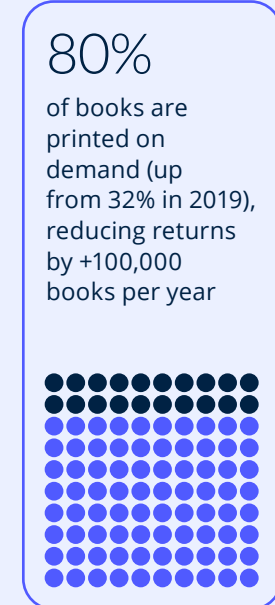 80%
of books are
printed on
demand (up
from 32% in 2019),
reducing returns
by +100,000
books per year